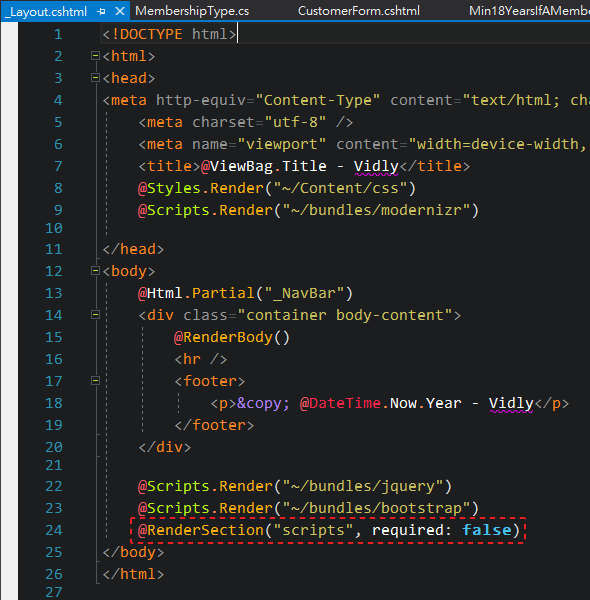 _Layout.cshtml MembershipType.cs CustomerForm.cshtml Min18YearsIfAMembe
1 <!DOCTYPE html>
2 <html>
3 <head>
4 <meta http-equiv="Content-Type" content="text/html; cha
5 <meta charset="utf-8" />
6 <meta name="viewport" content="width=device-width,
7 <title>@ViewBag.Title - Vidly</title>
8 @Styles.Render("~/Content/css")
9 @Scripts.Render("~/bundles/modernizr")
10
11 </head>
12 <body>
13 @Html.Partial("_NavBar")
14 <div class="container body-content">
15 @RenderBody()
16 <hr />
17 <footer>
18 <p>&copy; @DateTime.Now.Year - Vidly</p>
19 </footer>
20 </div>
21
22 @Scripts.Render("~/bundles/jquery")
23 @Scripts.Render("~/bundles/bootstrap")
24 @RenderSection("scripts", required: false)
25 </body>
26 </html>
27